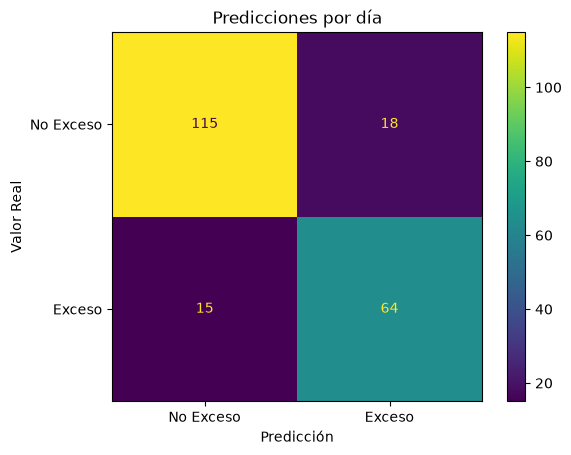 Predicciones por día
Valor Real
No Exceso
115
18
Exceso
15
64
No Exceso
Exceso
Predicción
100
80
60
40
20